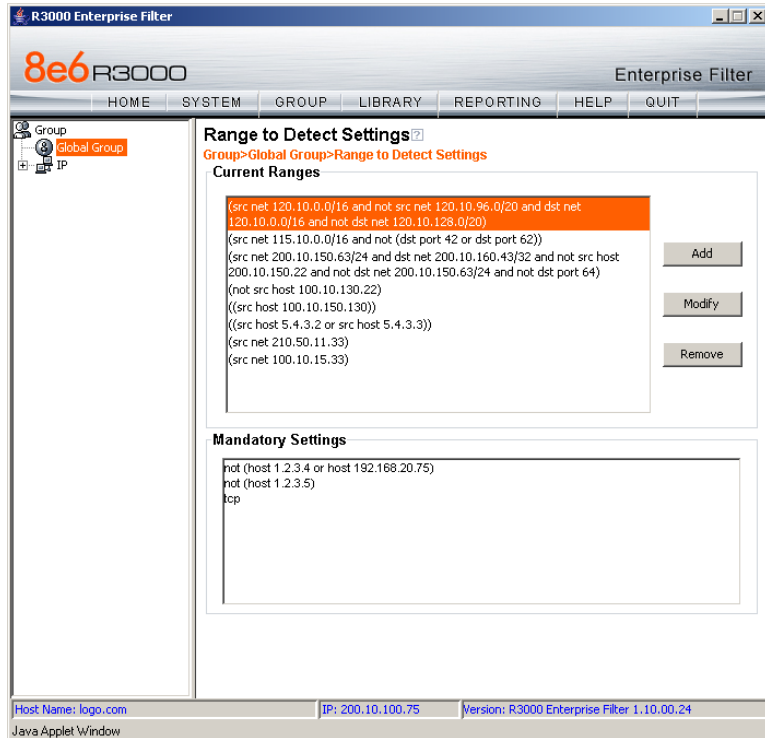 R3000 Enterprise Filter
8e6 R3000
Enterprise Filter
HOME SYSTEM GROUP LIBRARY REPORTING HELP QUIT
Group
Global Group
IP
Range to Detect Settings?
Group>Global Group>Range to Detect Settings
Current Ranges
(src net 120.10.0.0/16 and not src net 120.10.96.0/20 and dst net
120.10.0.0/16 and not dst net 120.10.128.0/20)
(src net 115.10.0.0/16 and not (dst port 42 or dst port 62))
(src net 200.10.150.63/24 and dst net 200.10.160.43/32 and not src host
200.10.150.22 and not dst net 200.10.150.63/24 and not dst port 64)
(not src host 100.10.130.22)
((src host 100.10.150.130))
((src host 5.4.3.2 or src host 5.4.3.3))
(src net 210.50.11.33)
(src net 100.10.15.33)
Add
Modify
Remove
Mandatory Settings
not (host 1.2.3.4 or host 192.168.20.75)
not (host 1.2.3.5)
tcp
Host Name: logo.com
IP: 200.10.100.75
Version: R3000 Enterprise Filter 1.10.00.24
Java Applet Window